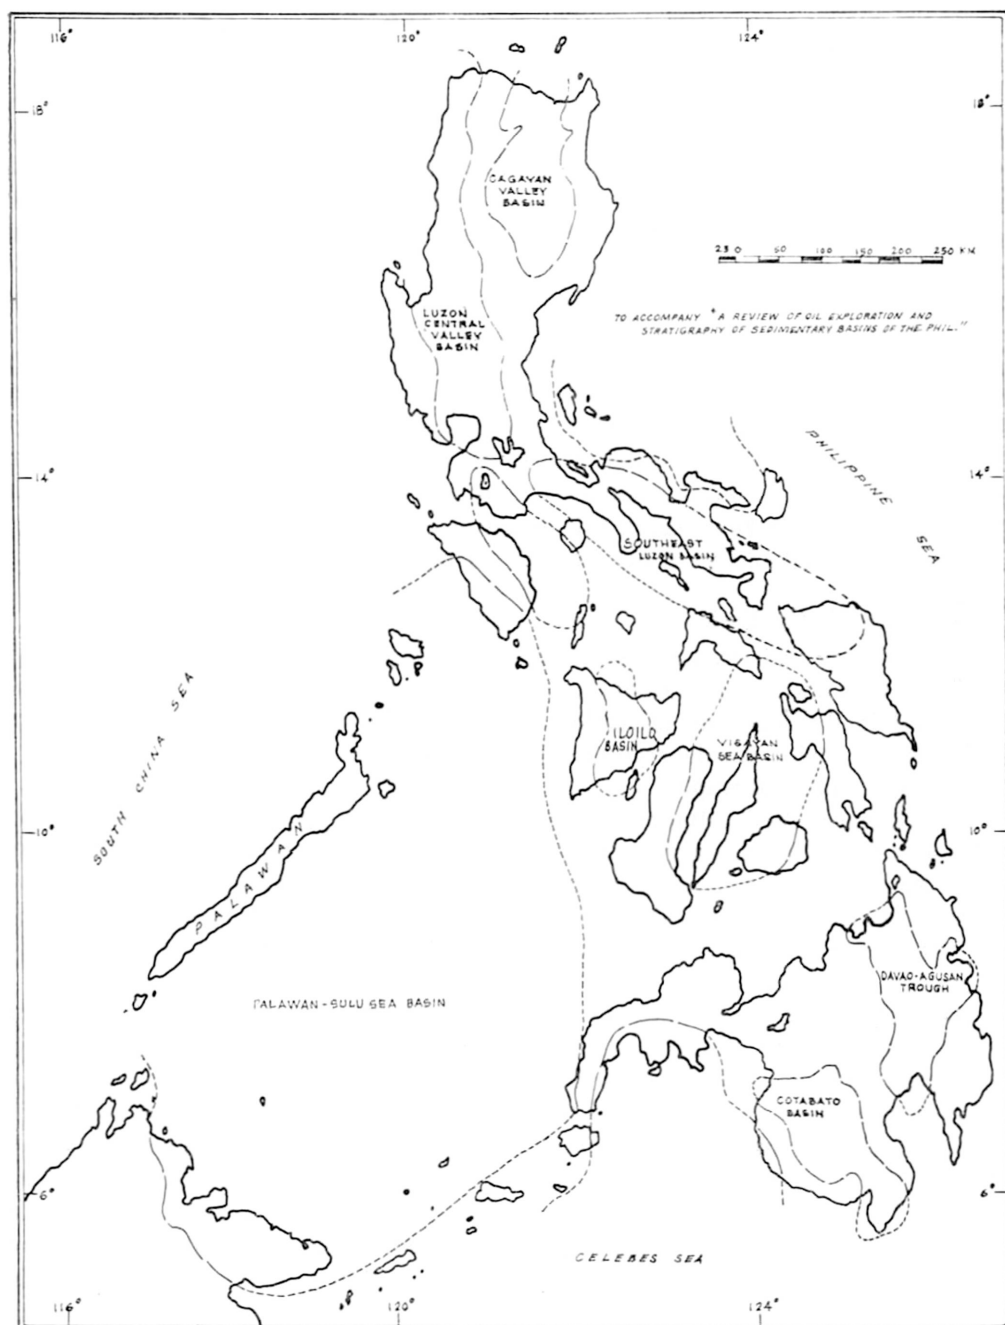 116°
120°
124°
18°
18°
CAGAYAN
VALLEY
BASIN
25 0 50 100 150 200 250 KM
LUZON
CENTRAL
VALLEY
BASIN
TO ACCOMPANY "A REVIEW OF OIL EXPLORATION AND
STRATIGRAPHY OF SEDIMENTARY BASINS OF THE PHIL."
PHILIPPINE
SEA
14°
14°
SOUTHEAST
LUZON BASIN
SOUTH CHINA SEA
ILOILO
BASIN
VISAYAN
SEA BASIN
10°
10°
PALAWAN
DAVAO-AGUSAN
TROUGH
PALAWAN-SULU SEA BASIN
COTABATO
BASIN
6°
6°
CELEBES SEA
116°
120°
124°